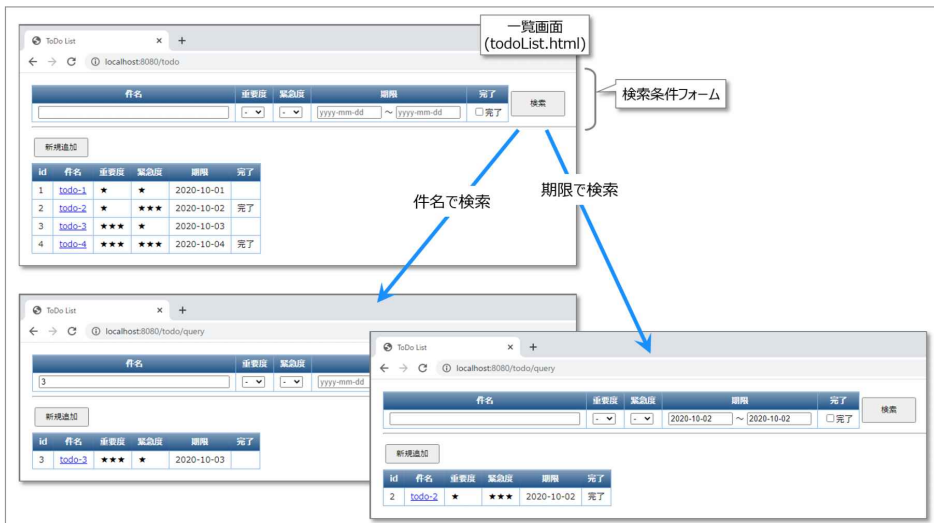 一覧画面
(todoList.html)
ToDo List
localhost:8080/todo
件名 重要度 緊急度 期限 完了
- - yyyy-mm-dd ～ yyyy-mm-dd 完了 検索
検索条件フォーム
新規追加
id 件名 重要度 緊急度 期限 完了
1 todo-1 ★ ★ 2020-10-01
2 todo-2 ★ ★★★ 2020-10-02 完了
3 todo-3 ★★★ ★ 2020-10-03
4 todo-4 ★★★ ★★★ 2020-10-04 完了
件名で検索
期限で検索
ToDo List
localhost:8080/todo/query
件名 重要度 緊急度
3 - - yyyy-mm-dd
新規追加
id 件名 重要度 緊急度 期限 完了
3 todo-3 ★★★ ★ 2020-10-03
ToDo List
localhost:8080/todo/query
件名 重要度 緊急度 期限 完了
- - 2020-10-02 ～ 2020-10-02 完了 検索
新規追加
id 件名 重要度 緊急度 期限 完了
2 todo-2 ★ ★★★ 2020-10-02 完了